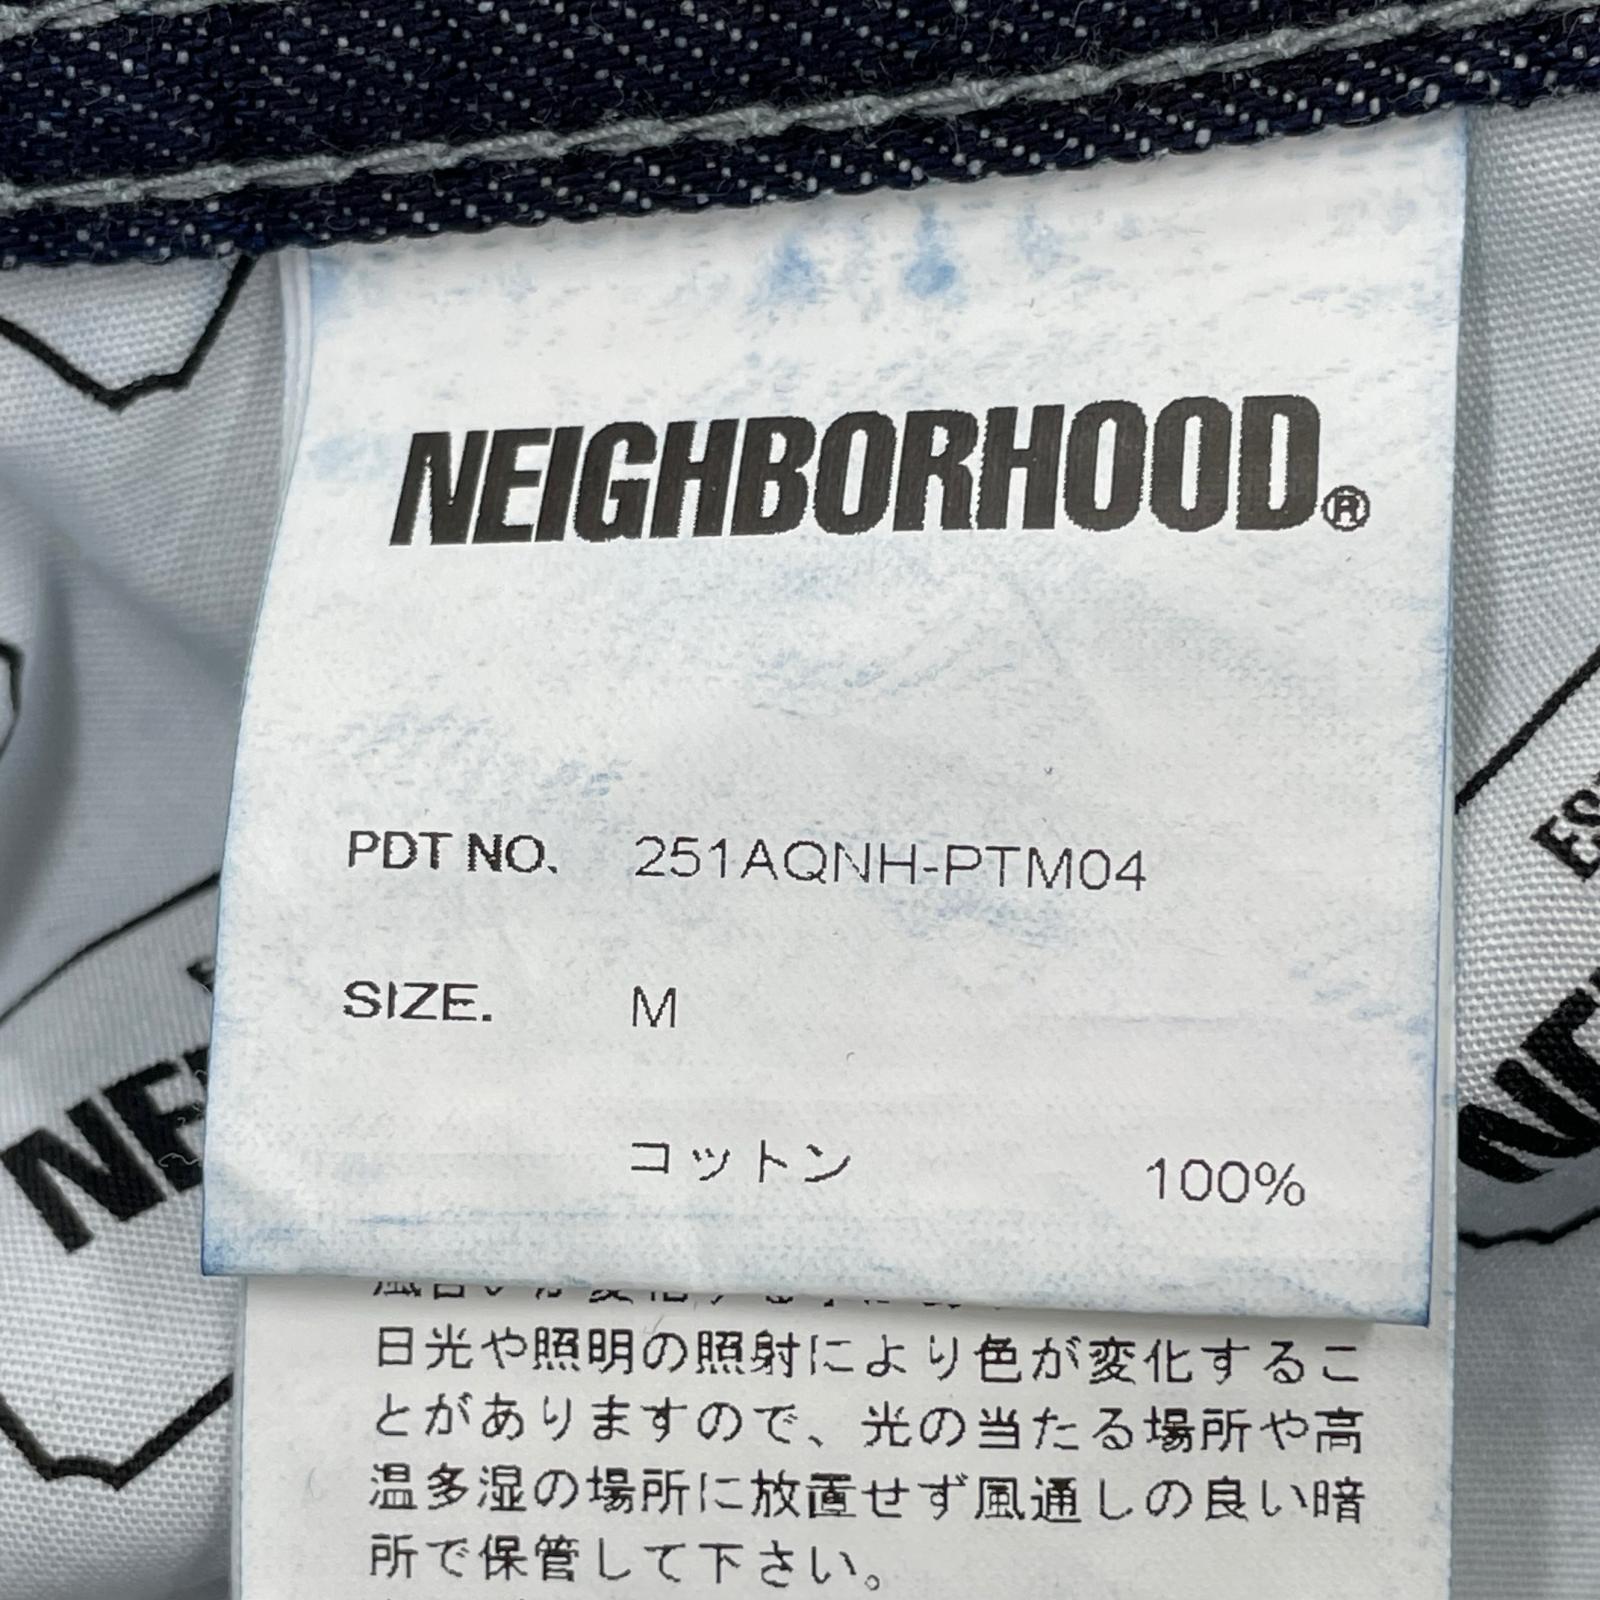 NEIGHBORHOOD®
PDT NO. 251AQNH-PTM04
SIZE. M
コットン 100%
日光や照明の照射により色が変化するこ
とがありますので、光の当たる場所や高
温多湿の場所に放置せず風通しの良い暗
所で保管して下さい。